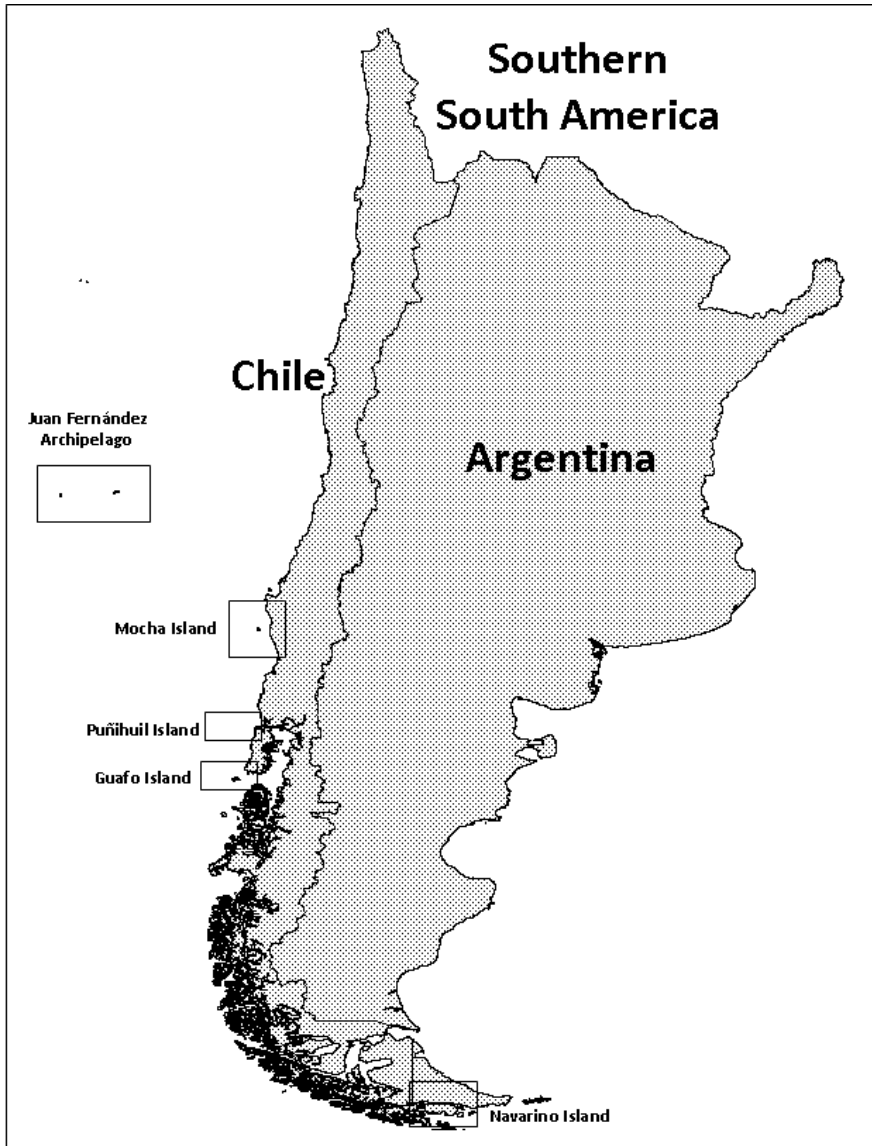 Southern
South America
Chile
Juan Fernández
Archipelago
Argentina
Mocha Island
Puñihuil Island
Guafo Island
Navarino Island